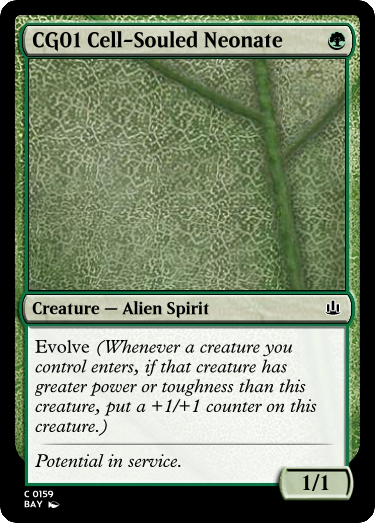 CG01 Cell-Souled Neonate
Creature — Alien Spirit
Evolve (Whenever a creature you
control enters, if that creature has
greater power or toughness than this
creature, put a +1/+1 counter on this
creature.)
Potential in service.
1/1
C 0159
BAY